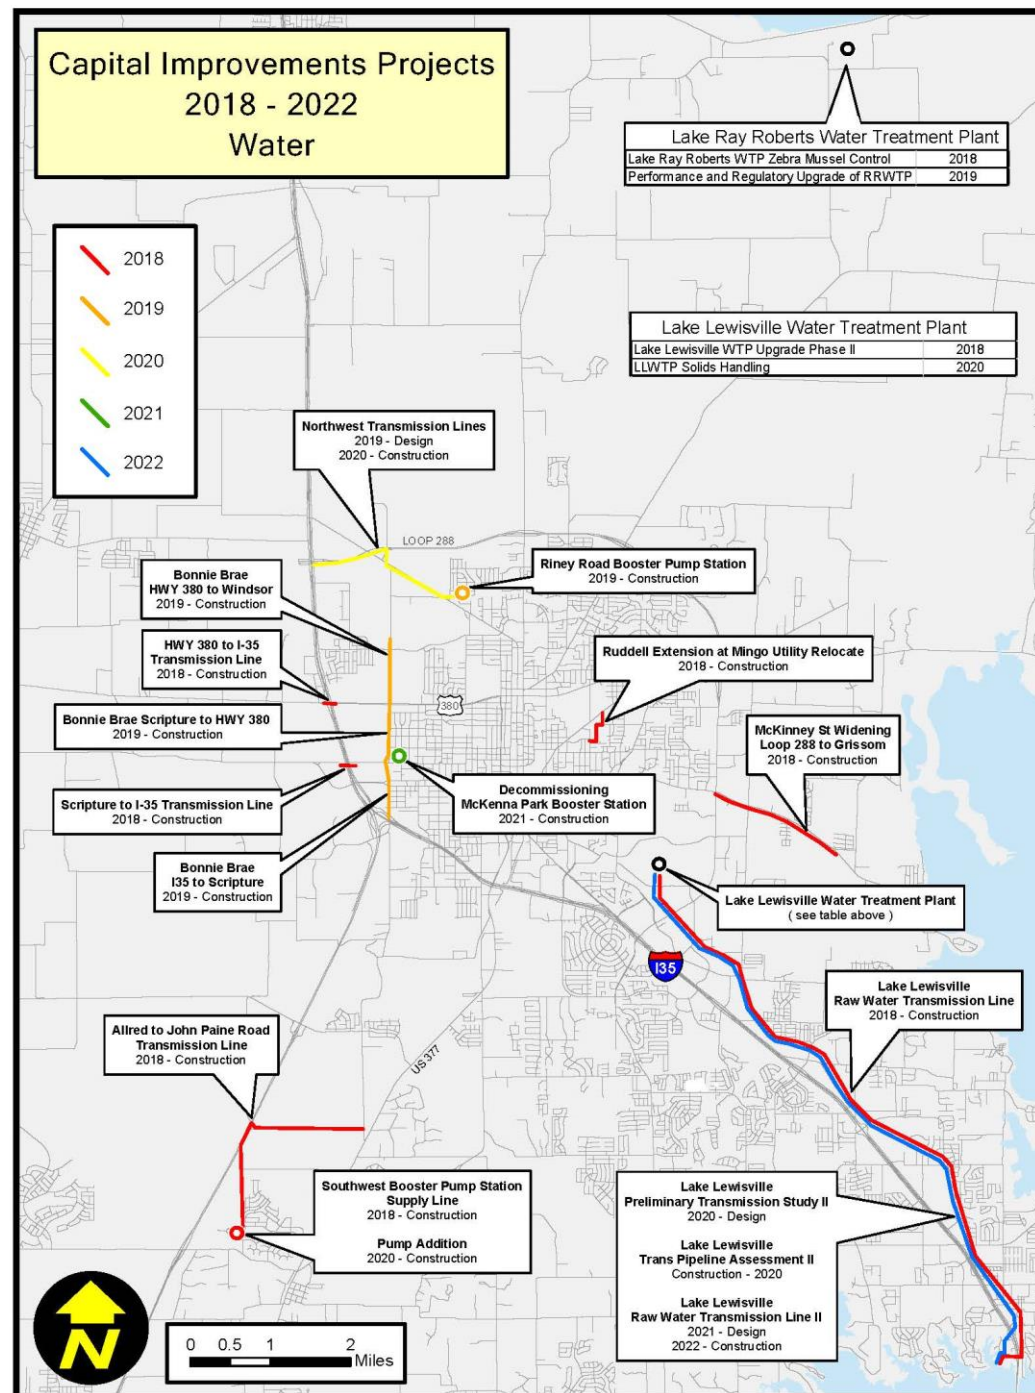 Capital Improvements Projects
2018 - 2022
Water
Lake Ray Roberts Water Treatment Plant
Lake Ray Roberts WTP Zebra Mussel Control 2018
Performance and Regulatory Upgrade of RRWTP 2019
2018
2019
2020
2021
2022
Lake Lewisville Water Treatment Plant
Lake Lewisville WTP Upgrade Phase II 2018
LLWTP Solids Handling 2020
Northwest Transmission Lines
2019 - Design
2020 - Construction
LOOP 288
Riney Road Booster Pump Station
2019 - Construction
Bonnie Brae
HWY 380 to Windsor
2019 - Construction
HWY 380 to I-35
Transmission Line
2018 - Construction
Ruddell Extension at Mingo Utility Relocate
2018 - Construction
380
Bonnie Brae Scripture to HWY 380
2019 - Construction
McKinney St Widening
Loop 288 to Grissom
2018 - Construction
Scripture to I-35 Transmission Line
2018 - Construction
Decommissioning
McKenna Park Booster Station
2021 - Construction
Bonnie Brae
I35 to Scripture
2019 - Construction
Lake Lewisville Water Treatment Plant
( see table above )
I35
Lake Lewisville
Raw Water Transmission Line
2018 - Construction
Allred to John Paine Road
Transmission Line
2018 - Construction
US 377
Southwest Booster Pump Station
Supply Line
2018 - Construction
Pump Addition
2020 - Construction
Lake Lewisville
Preliminary Transmission Study II
2020 - Design
Lake Lewisville
Trans Pipeline Assessment II
Construction - 2020
Lake Lewisville
Raw Water Transmission Line II
2021 - Design
2022 - Construction
N
0 0.5 1 2
Miles